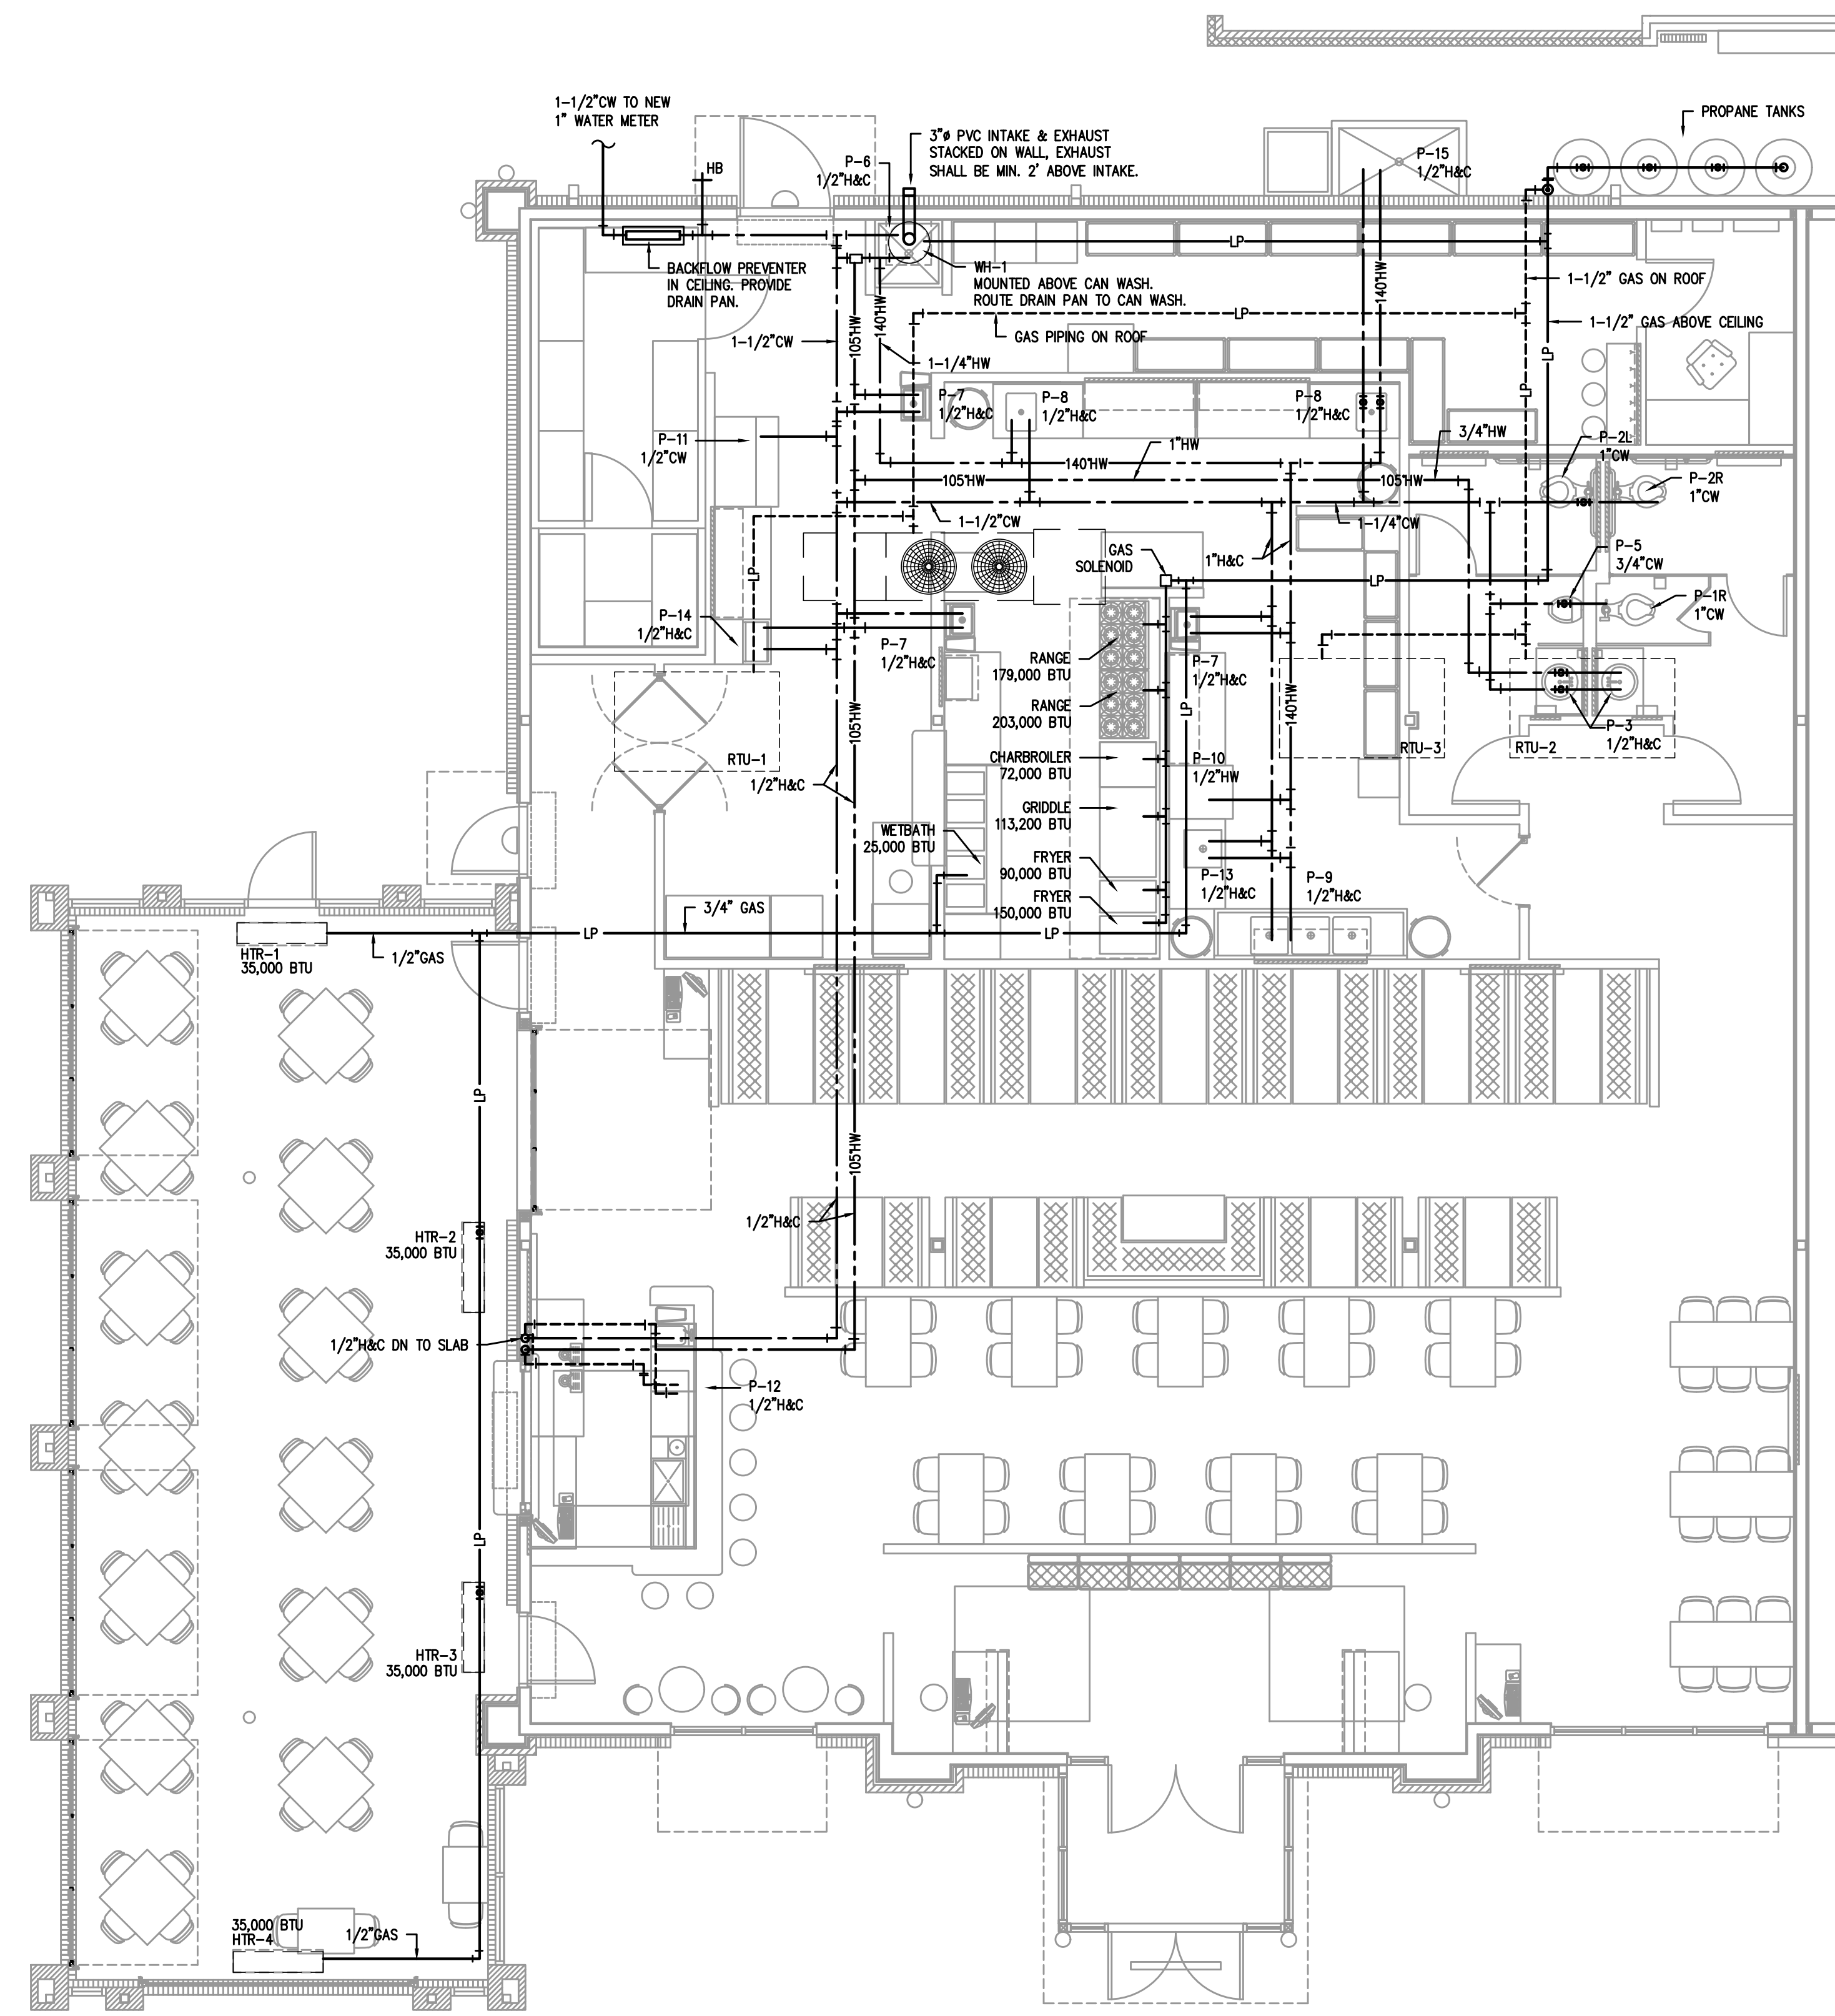 1-1/2"CW TO NEW
1" WATER METER
HB
P-6
1/2"H&C
3"ø PVC INTAKE & EXHAUST
STACKED ON WALL, EXHAUST
SHALL BE MIN. 2' ABOVE INTAKE.
P-15
1/2"H&C
PROPANE TANKS
BACKFLOW PREVENTER
IN CEILING. PROVIDE
DRAIN PAN.
WH-1
MOUNTED ABOVE CAN WASH.
ROUTE DRAIN PAN TO CAN WASH.
LP
140°HW
1-1/2" GAS ON ROOF
1-1/2"CW
105°HW
140°HW
LP
GAS PIPING ON ROOF
1-1/2" GAS ABOVE CEILING
LP
LP
1-1/4"HW
P-7
1/2"H&C
P-8
1/2"H&C
P-8
1/2"H&C
P-11
1/2"CW
1"HW
3/4"HW
P-2L
1"CW
P-2R
1"CW
140°HW
105°HW
105°HW
1-1/2"CW
1-1/4"CW
LP
GAS
SOLENOID
1"H&C
LP
P-5
3/4"CW
P-1R
1"CW
P-14
1/2"H&C
P-7
1/2"H&C
RANGE
179,000 BTU
P-7
1/2"H&C
RANGE
203,000 BTU
LP
140°HW
105°HW
P-3
1/2"H&C
RTU-1
RTU-3
RTU-2
1/2"H&C
CHARBROILER
72,000 BTU
P-10
1/2"HW
GRIDDLE
113,200 BTU
WETBATH
25,000 BTU
FRYER
90,000 BTU
FRYER
150,000 BTU
P-13
1/2"H&C
P-9
1/2"H&C
3/4" GAS
LP
LP
HTR-1
35,000 BTU
1/2"GAS
LP
105°HW
HTR-2
35,000 BTU
1/2"H&C
1/2"H&C DN TO SLAB
P-12
1/2"H&C
LP
HTR-3
35,000 BTU
35,000 BTU
HTR-4
1/2"GAS